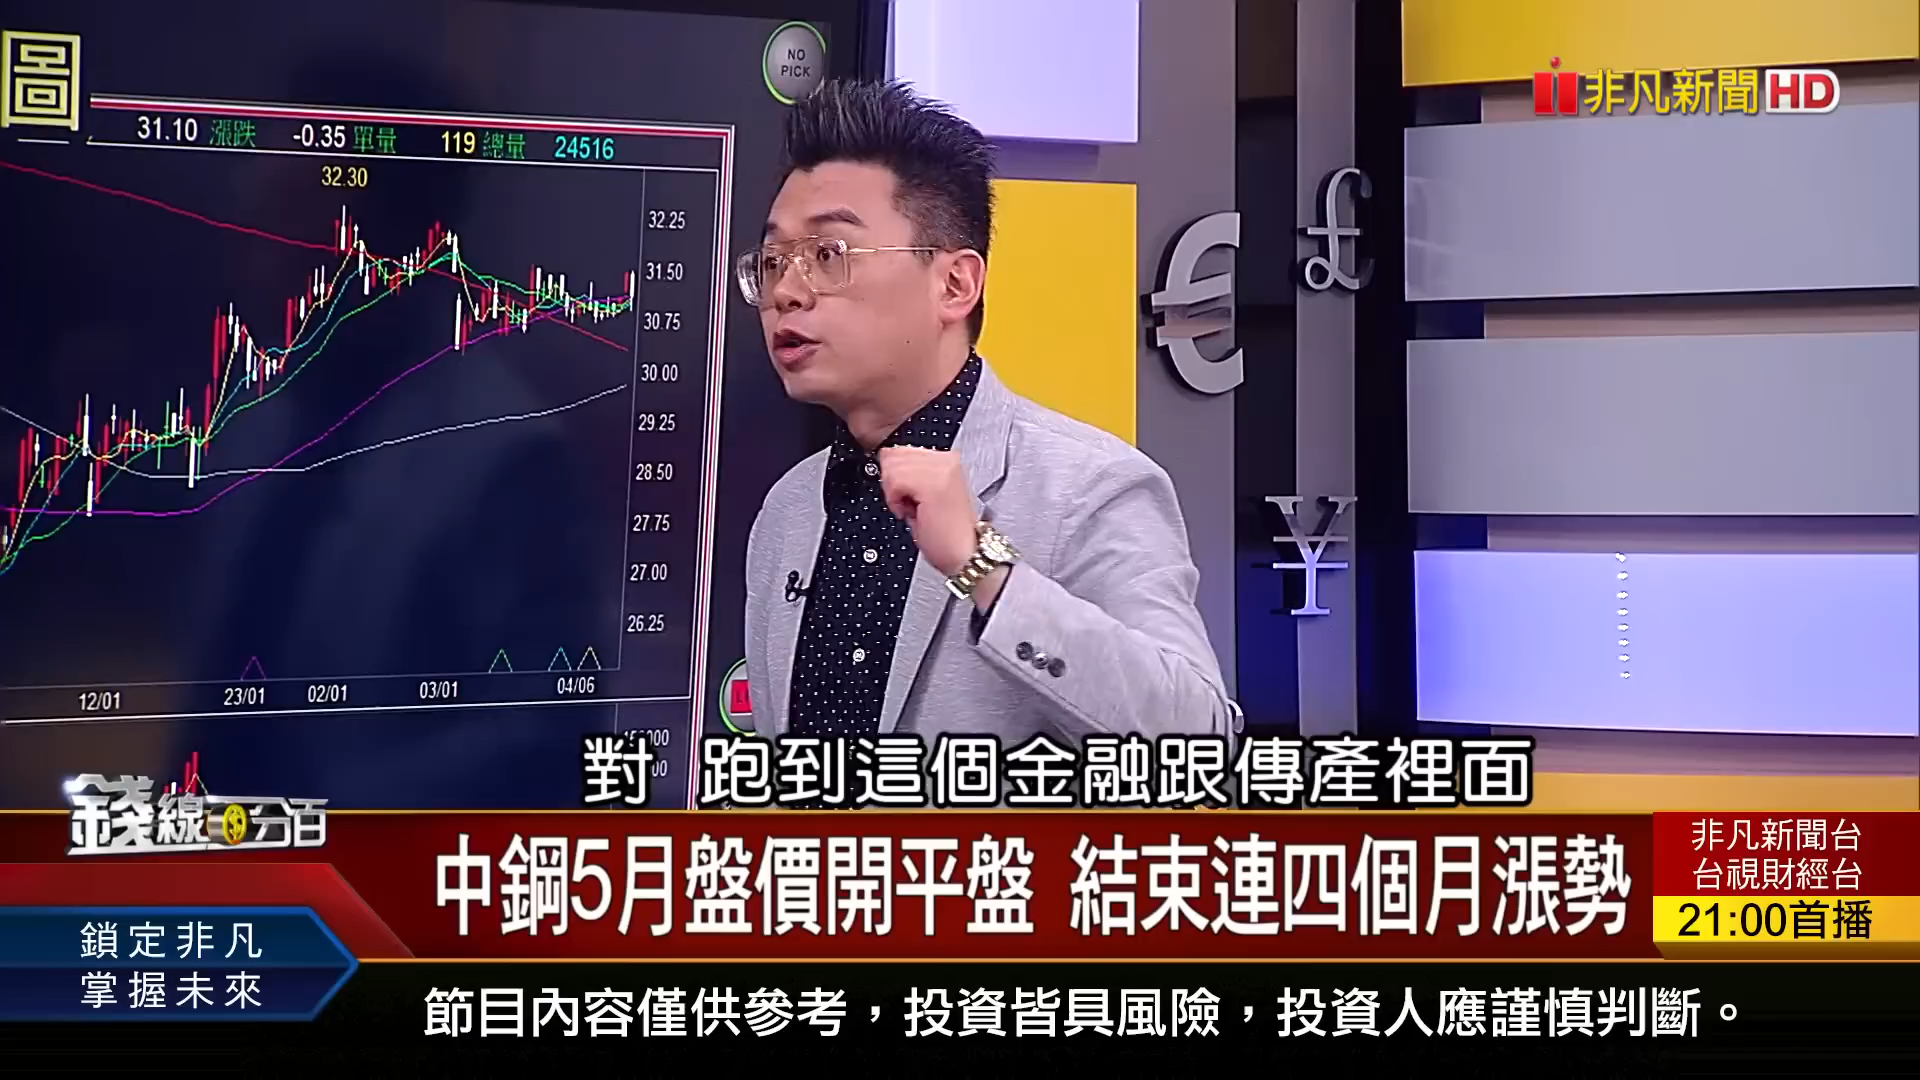 圖
NO
PICK
31.10 漲跌 -0.35 單量 119 總量 24516
32.30
32.25
31.50
30.75
30.00
29.25
28.50
27.75
27.00
26.25
12/01 23/01 02/01 03/01 04/06
非凡新聞HD
€
£
¥
對 跑到這個金融跟傳產裡面
錢線百分百
中鋼5月盤價開平盤 結束連四個月漲勢
非凡新聞台
台視財經台
21:00首播
鎖定非凡
掌握未來
節目內容僅供參考，投資皆具風險，投資人應謹慎判斷。